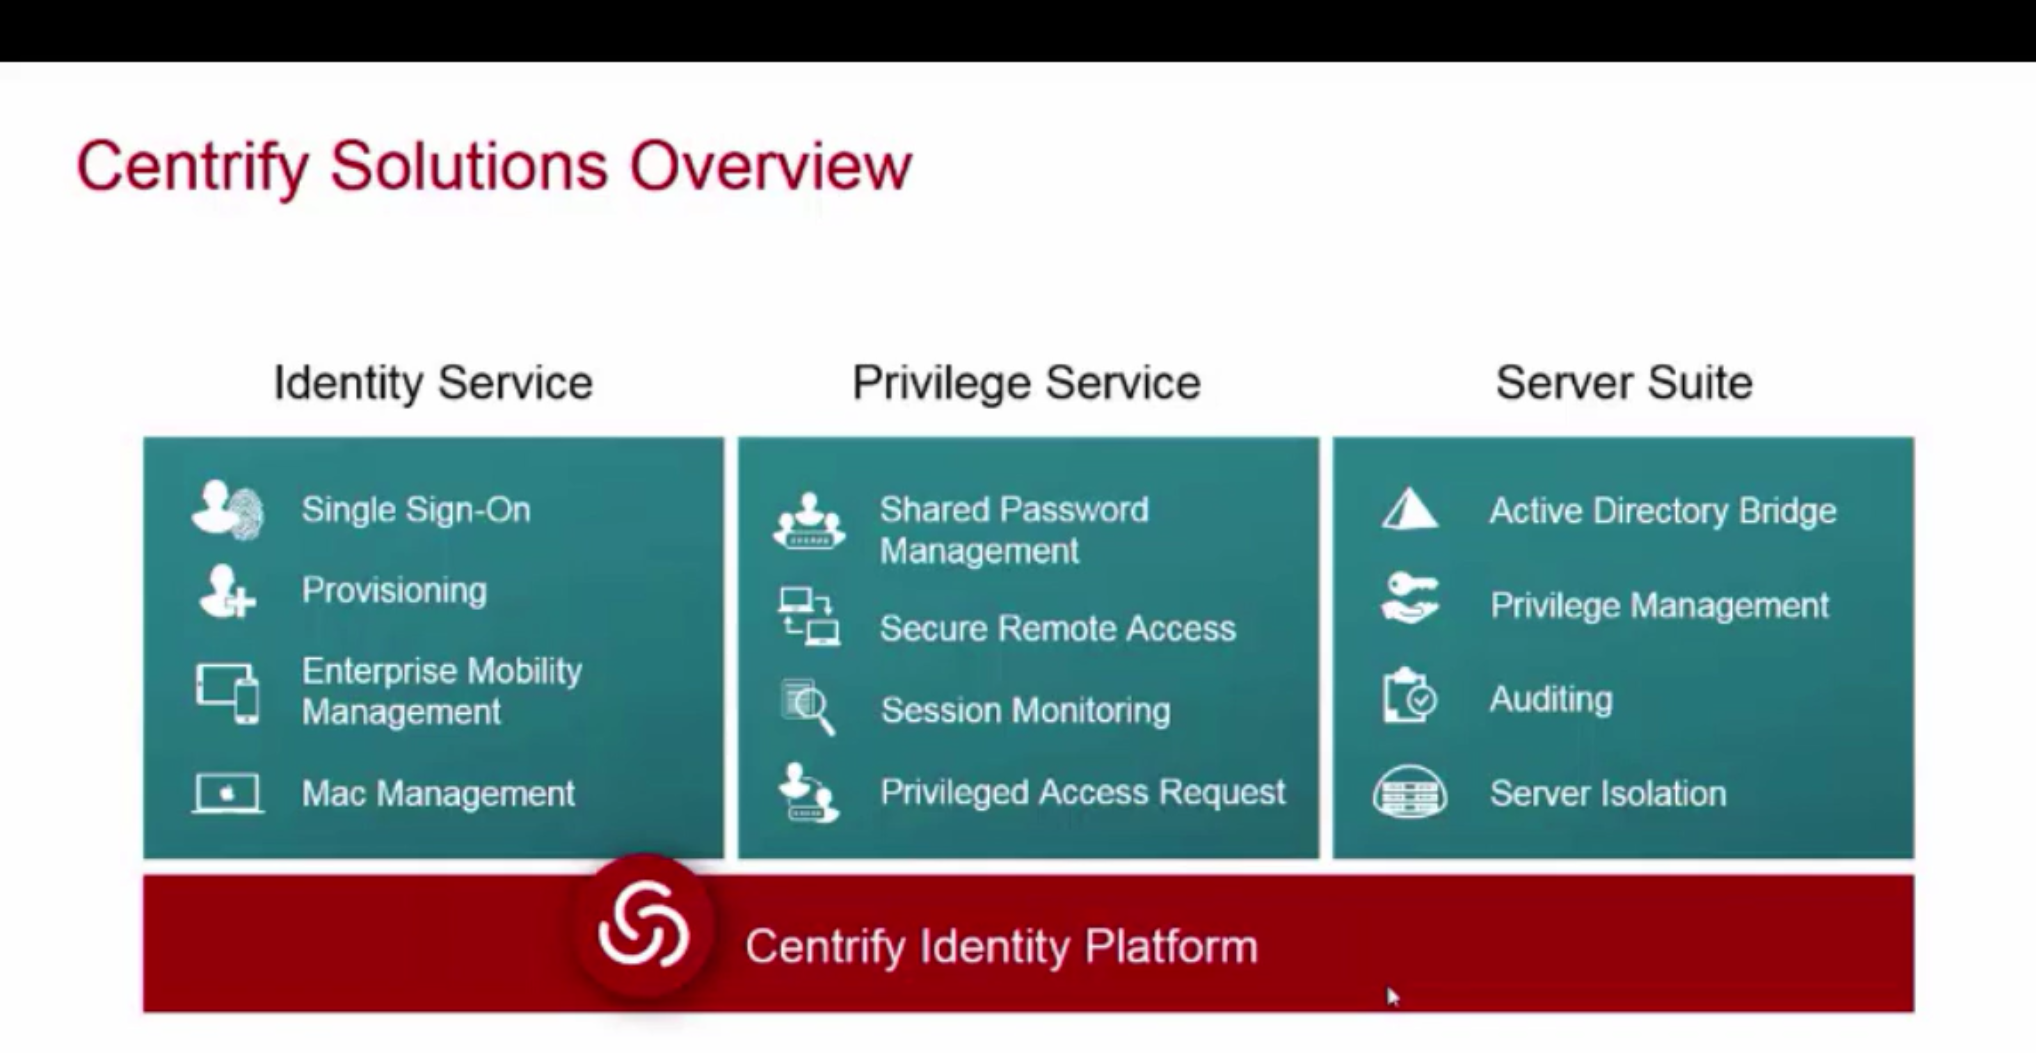 Centrify Solutions Overview
Identity Service
Single Sign-On
Provisioning
Enterprise Mobility
Management
Mac Management
Privilege Service
Shared Password
Management
Secure Remote Access
Session Monitoring
Privileged Access Request
Server Suite
Active Directory Bridge
Privilege Management
Auditing
Server Isolation
Centrify Identity Platform